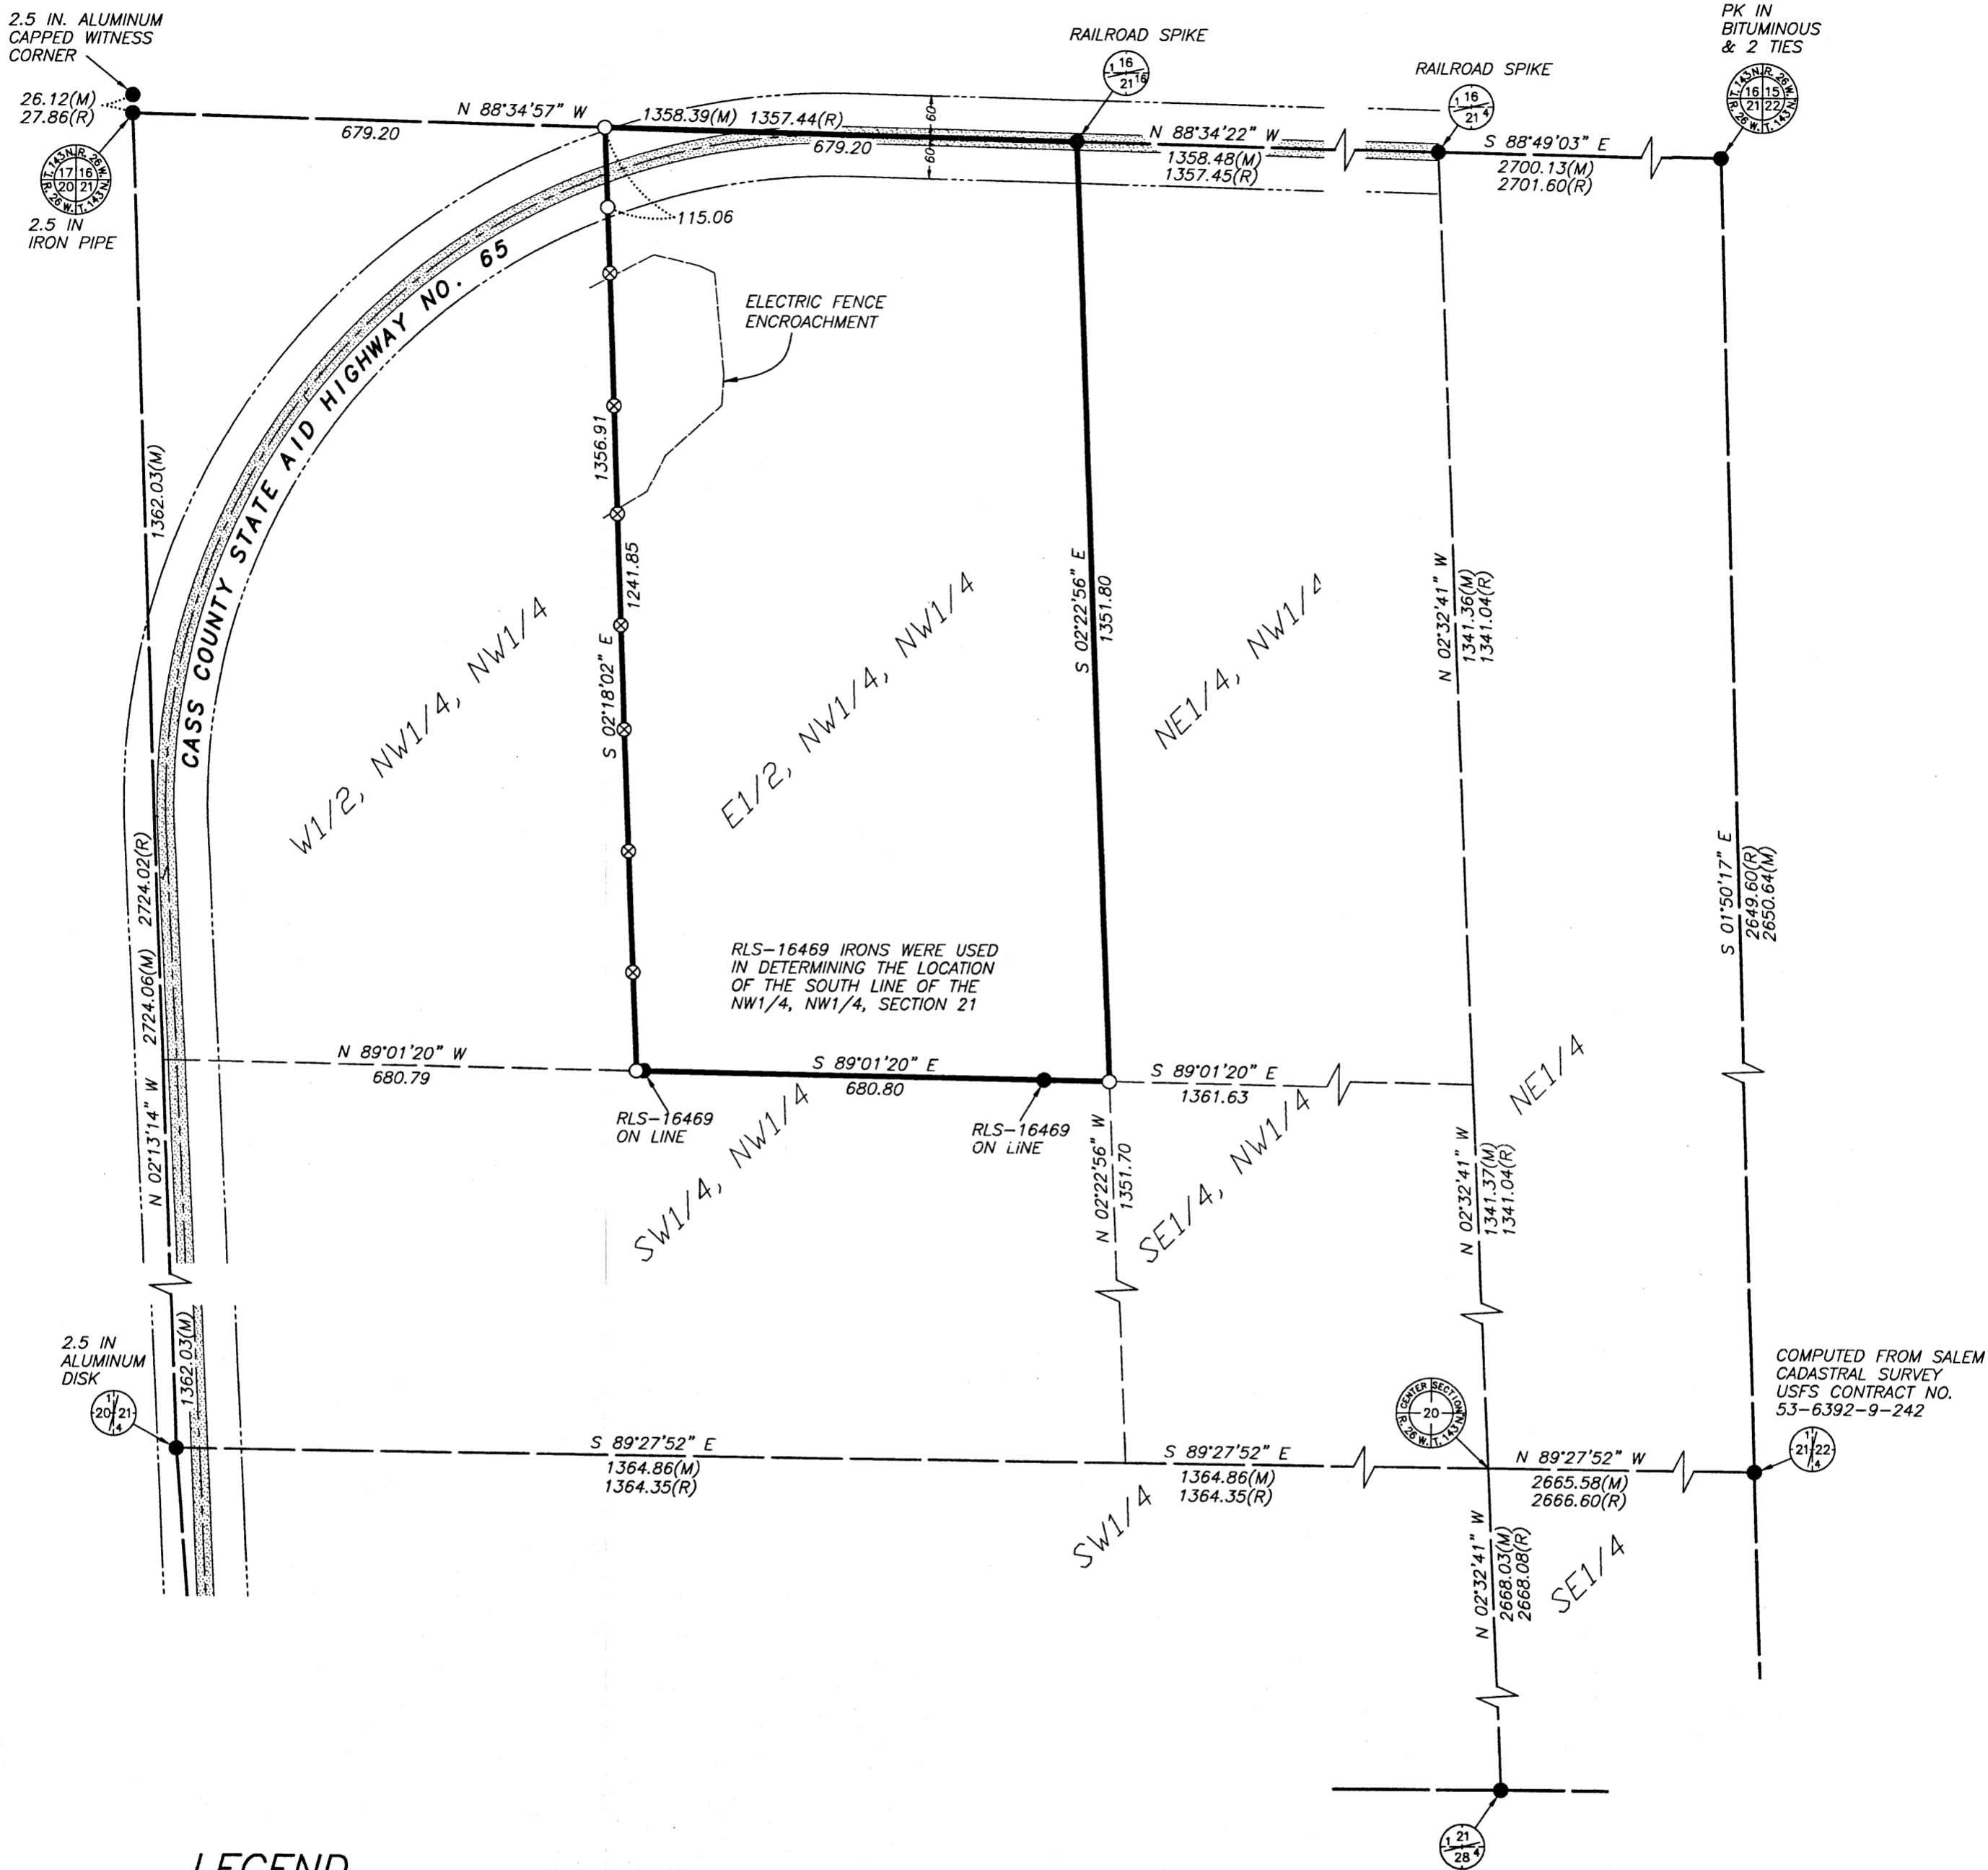 2.5 IN. ALUMINUM
CAPPED WITNESS
CORNER
26.12(M)
27.86(R)
T.143N.R. 26W.
17 16
20 21
R. 26 W. T. 143 N.
2.5 IN
IRON PIPE
N 88°34'57" W
679.20
1358.39(M) 1357.44(R)
679.20
60
60
115.06
RAILROAD SPIKE
1 16
21 16
N 88°34'22" W
1358.48(M)
1357.45(R)
RAILROAD SPIKE
1 16
21 4
S 88°49'03" E
2700.13(M)
2701.60(R)
PK IN
BITUMINOUS
& 2 TIES
T.143N.R. 26W.
16 15
21 22
R. 26 W. T. 143 N.
CASS COUNTY STATE AID HIGHWAY NO. 65
ELECTRIC FENCE
ENCROACHMENT
1362.03(M)
1356.91
1241.85
S 02°18'02" E
S 02°22'56" E
1351.80
N 02°32'41" W
1341.36(M)
1341.04(R)
W1/2, NW1/4, NW1/4
E1/2, NW1/4, NW1/4
NE1/4, NW1/4
N 02°13'14" W 2724.06(M) 2724.02(R)
S 01°50'17" E
2649.60(R)
2650.64(M)
RLS-16469 IRONS WERE USED
IN DETERMINING THE LOCATION
OF THE SOUTH LINE OF THE
NW1/4, NW1/4, SECTION 21
N 89°01'20" W
680.79
S 89°01'20" E
680.80
S 89°01'20" E
1361.63
RLS-16469
ON LINE
RLS-16469
ON LINE
NE1/4
SW1/4, NW1/4
SE1/4, NW1/4
N 02°22'56" W
1351.70
N 02°32'41" W
1341.37(M)
1341.04(R)
2.5 IN
ALUMINUM
DISK
1
20 21
4
1362.03(M)
COMPUTED FROM SALEM
CADASTRAL SURVEY
USFS CONTRACT NO.
53-6392-9-242
1
21 22
4
CENTER SECTION
20
R. 26 W. T. 143 N.
S 89°27'52" E
1364.86(M)
1364.35(R)
S 89°27'52" E
1364.86(M)
1364.35(R)
N 89°27'52" W
2665.58(M)
2666.60(R)
SW1/4
N 02°32'41" W
2668.03(M)
2668.08(R)
SE1/4
1 21
28 4
LEGEND